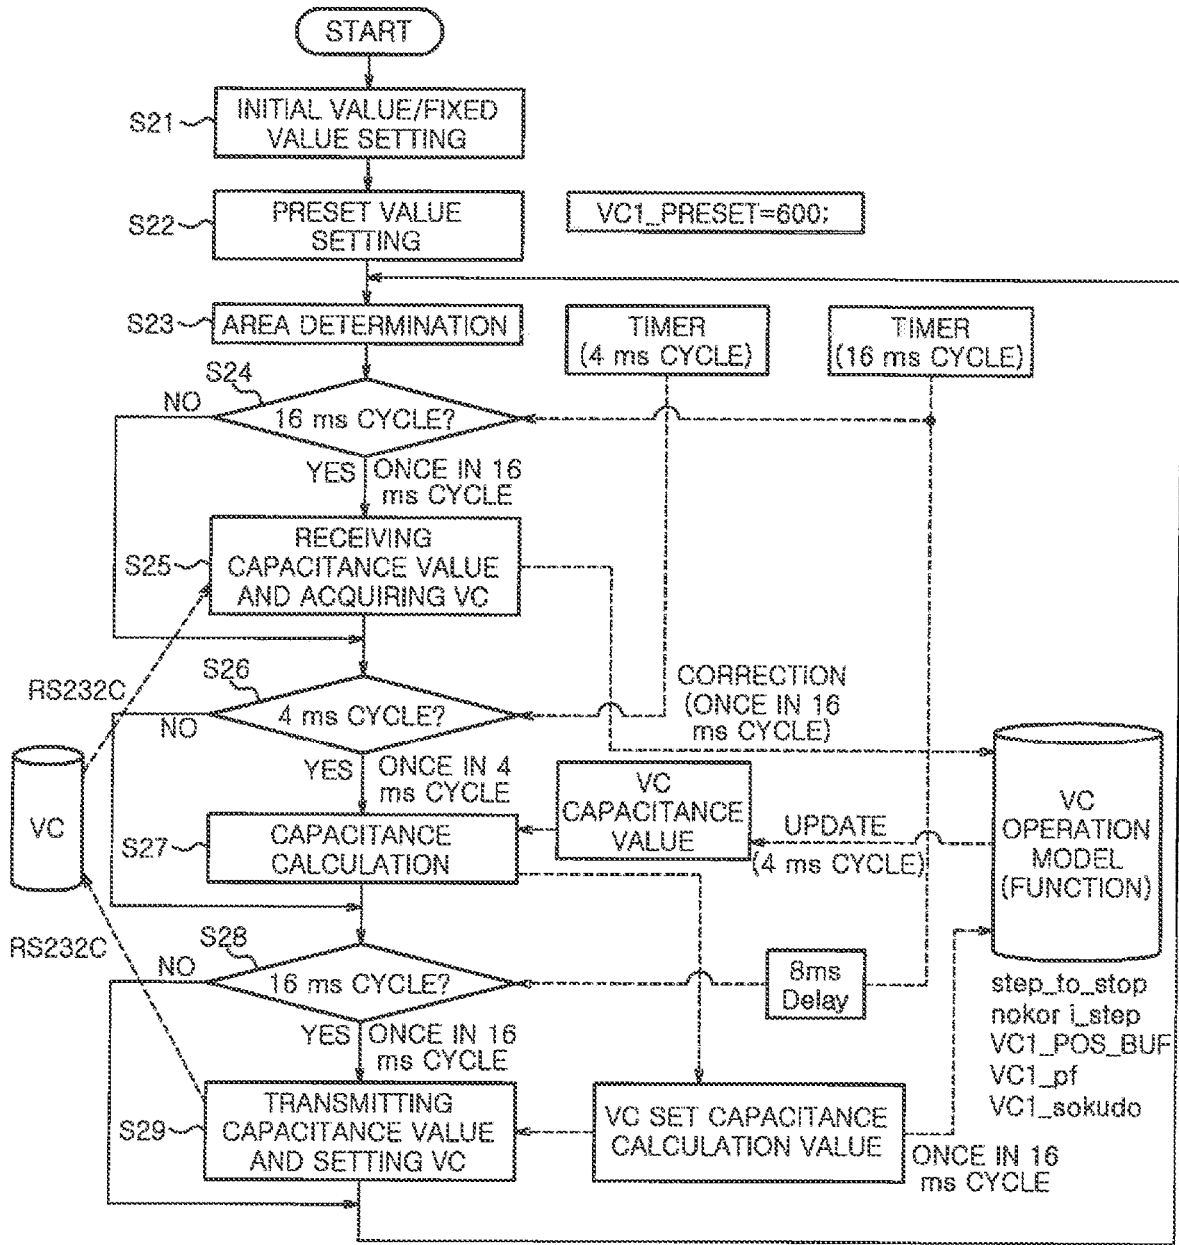 START
S21
INITIAL VALUE/FIXED
VALUE SETTING
S22
PRESET VALUE
SETTING
VC1_PRESET=600;
S23
AREA DETERMINATION
TIMER
(4 ms CYCLE)
TIMER
(16 ms CYCLE)
S24
NO
16 ms CYCLE?
YES
ONCE IN 16
ms CYCLE
S25
RECEIVING
CAPACITANCE VALUE
AND ACQUIRING VC
RS232C
S26
NO
4 ms CYCLE?
CORRECTION
(ONCE IN 16
ms CYCLE)
YES
ONCE IN 4
ms CYCLE
VC
S27
CAPACITANCE
CALCULATION
VC
CAPACITANCE
VALUE
UPDATE
(4 ms CYCLE)
VC
OPERATION
MODEL
(FUNCTION)
RS232C
S28
NO
16 ms CYCLE?
8ms
Delay
step_to_stop
nokor i_step
VC1_POS_BUF
VC1_pf
VC1_sokudo
YES
ONCE IN 16
ms CYCLE
S29
TRANSMITTING
CAPACITANCE VALUE
AND SETTING VC
VC SET CAPACITANCE
CALCULATION VALUE
ONCE IN 16
ms CYCLE